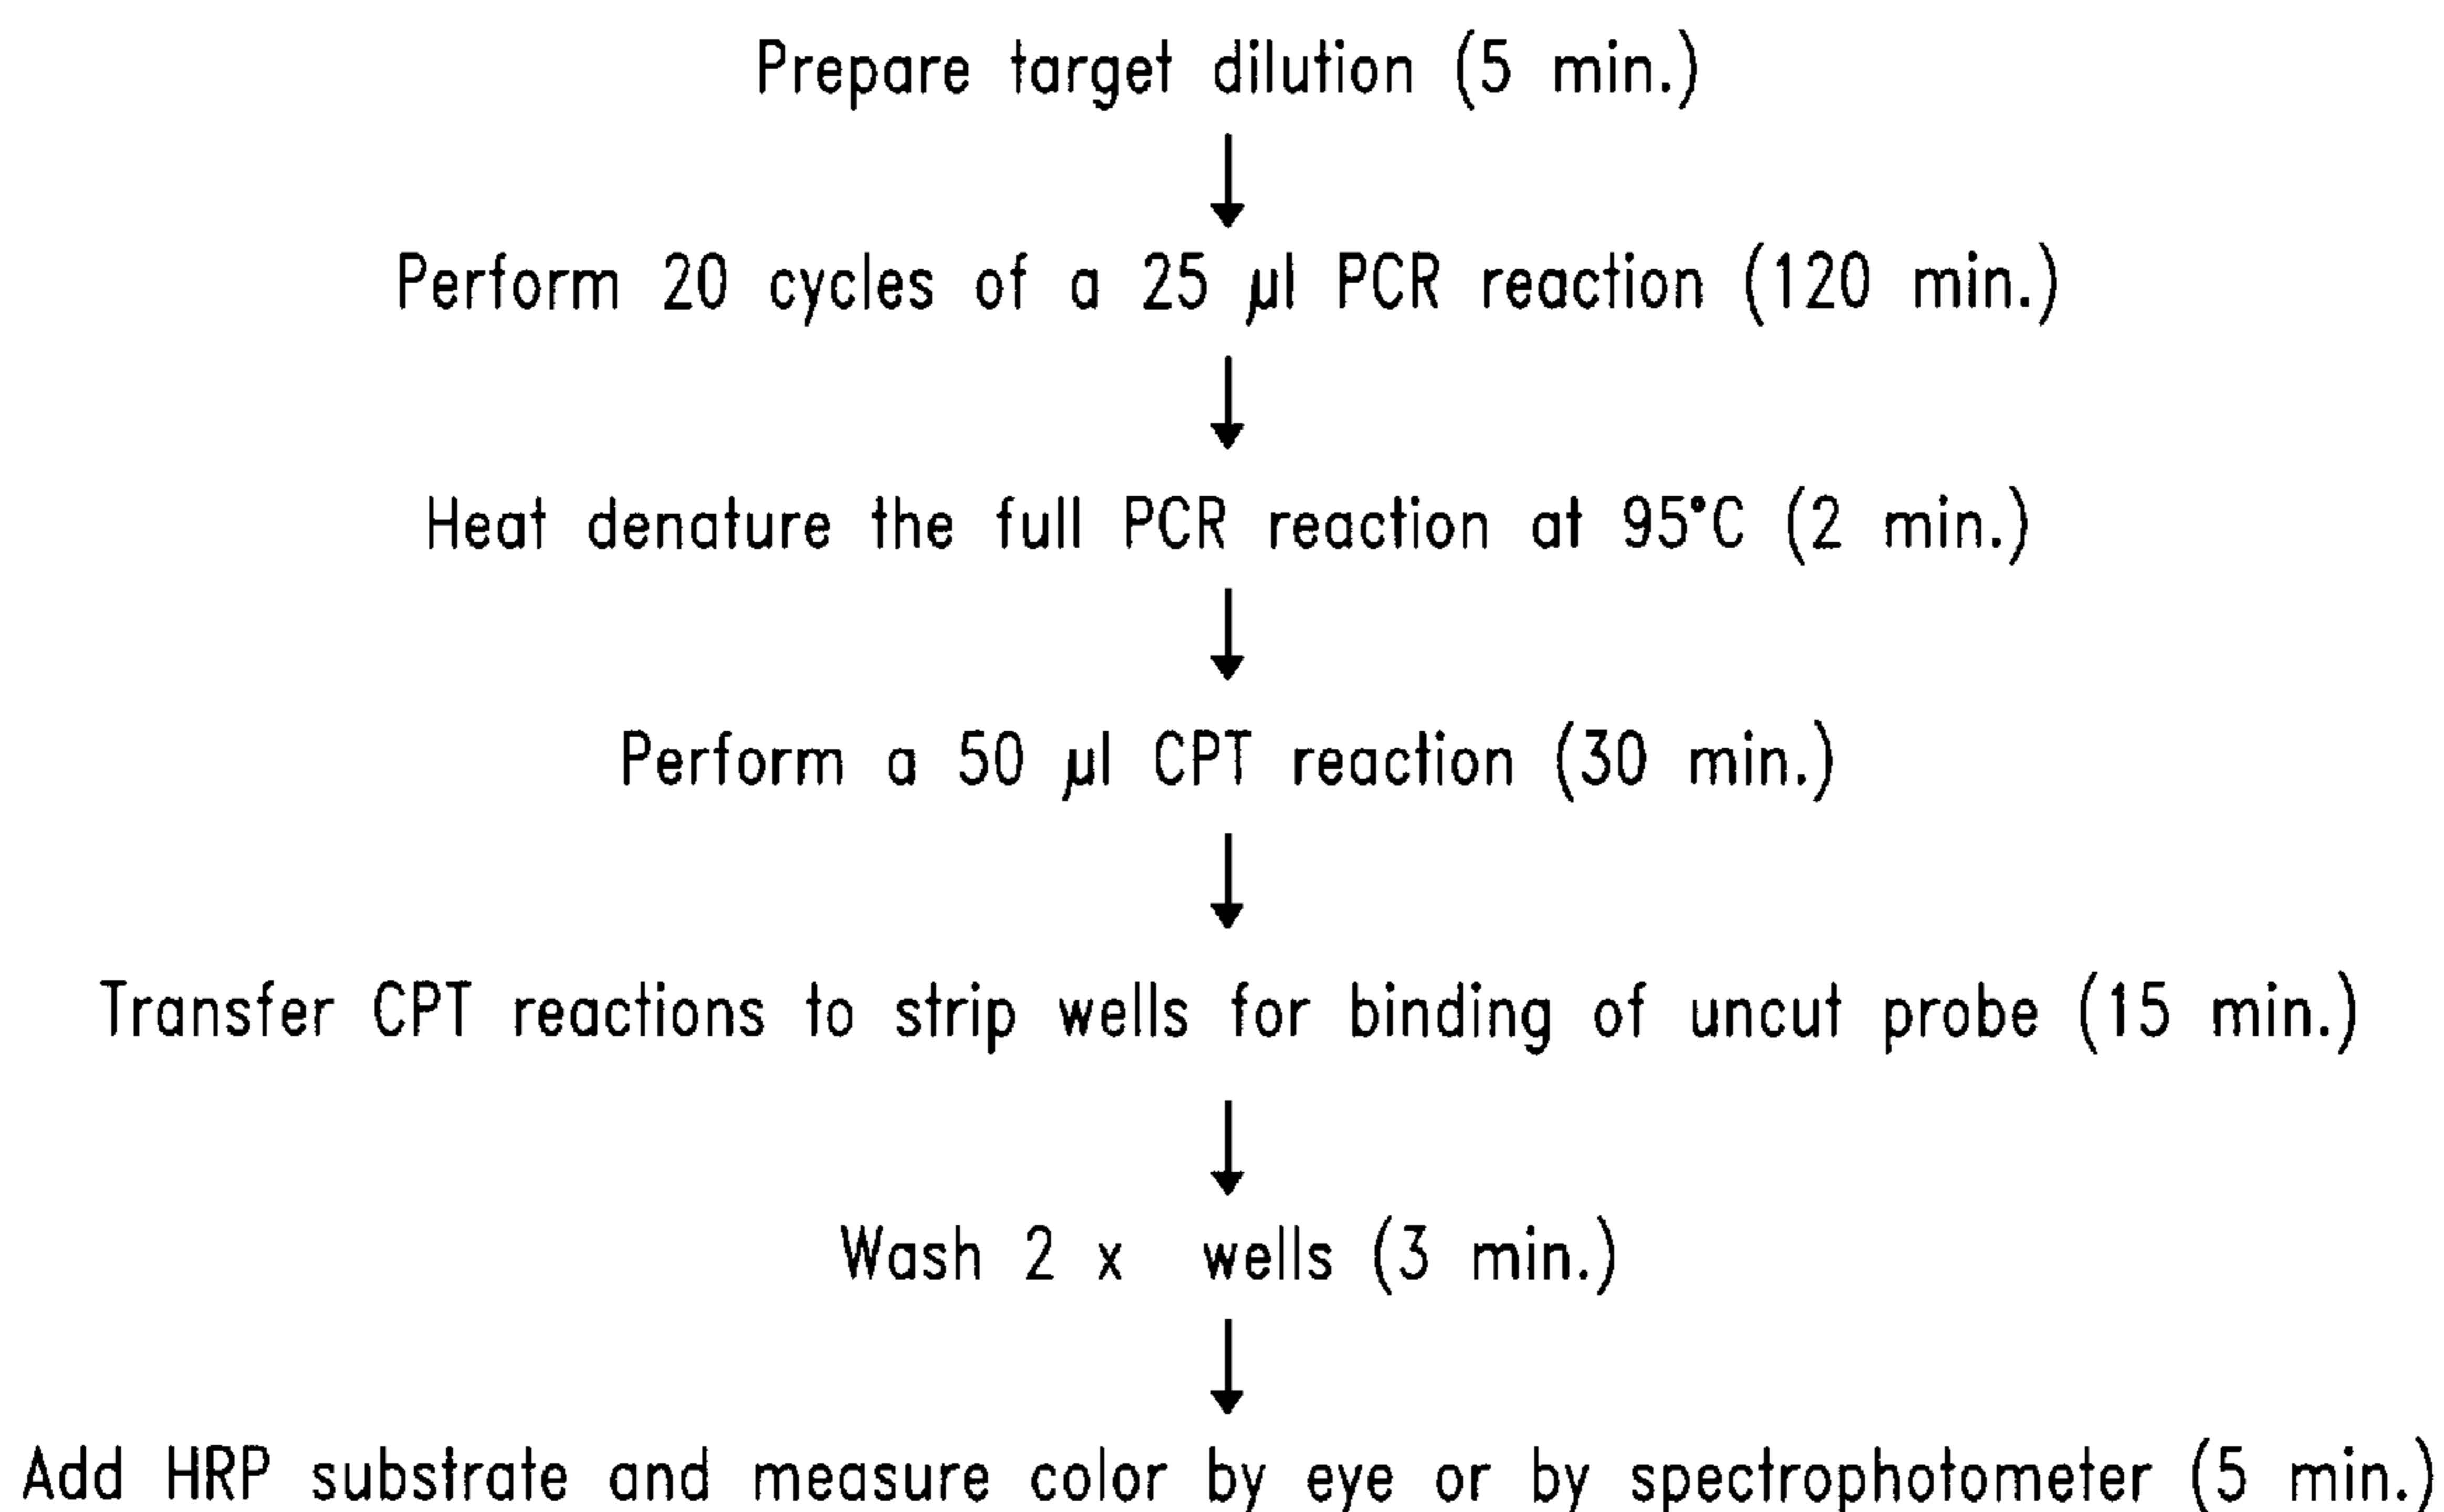 Prepare target dilution (5 min.)
Perform 20 cycles of a 25 µl PCR reaction (120 min.)
Heat denature the full PCR reaction at 95°C (2 min.)
Perform a 50 µl CPT reaction (30 min.)
Transfer CPT reactions to strip wells for binding of uncut probe (15 min.)
Wash 2 x wells (3 min.)
Add HRP substrate and measure color by eye or by spectrophotometer (5 min.)